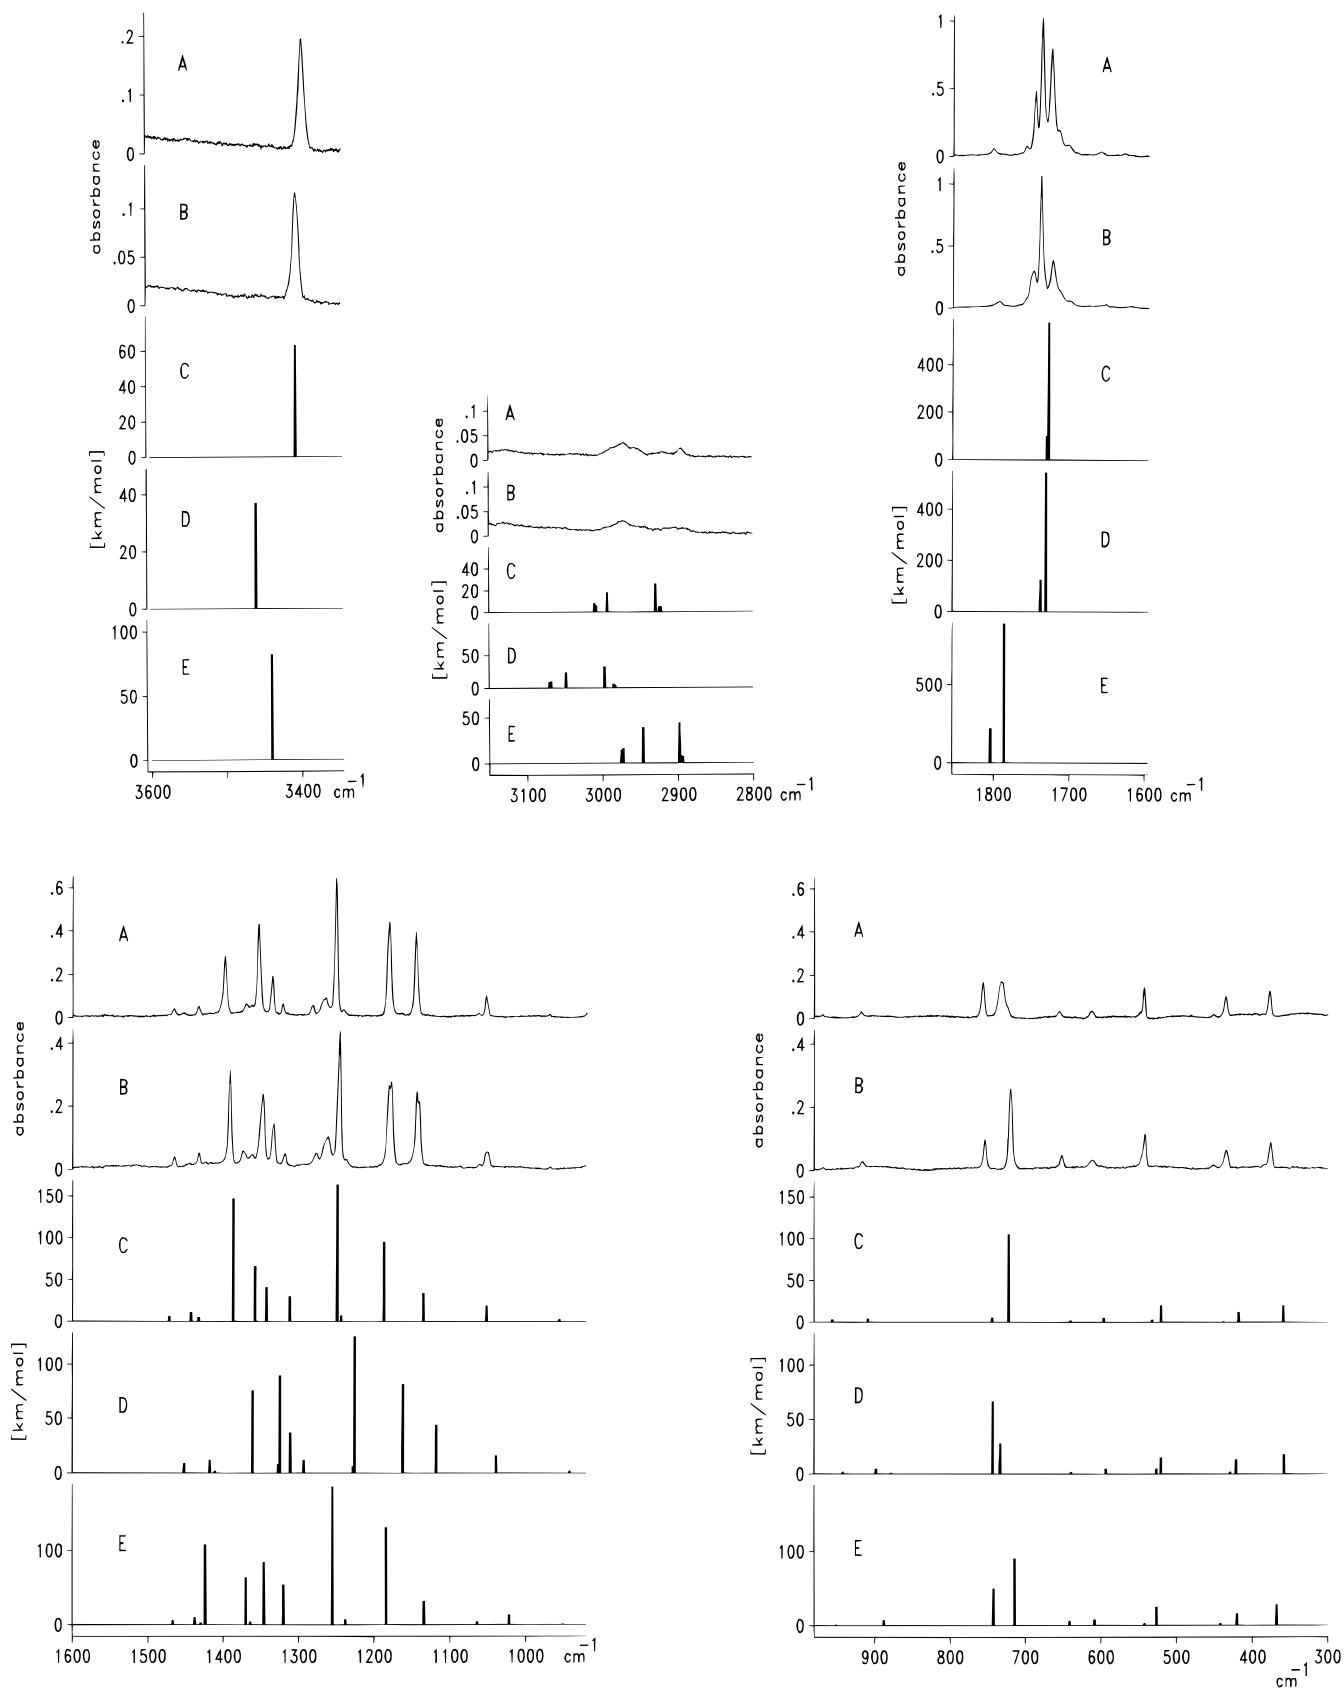 .2
A
.1
0
absorbance
B
.1
.05
0
60
C
40
20
0
[km/mol]
40
D
20
0
100
E
50
0
3600
3400
cm-1
absorbance
.1
A
.05
0
.1
B
.05
0
[km/mol]
40
C
20
0
50
D
0
50
E
0
3100
3000
2900
2800
cm-1
1
A
.5
0
absorbance
1
B
.5
0
400
C
200
0
[km/mol]
400
D
200
0
500
E
0
1800
1700
1600
cm-1
.6
A
.4
.2
0
absorbance
.4
B
.2
0
150
C
100
50
0
[km/mol]
100
D
50
0
E
100
0
1600
1500
1400
1300
1200
1100
1000
cm-1
.6
A
.4
.2
0
absorbance
.4
B
.2
0
150
C
100
50
0
[km/mol]
100
D
50
0
E
100
0
900
800
700
600
500
400
300
cm-1